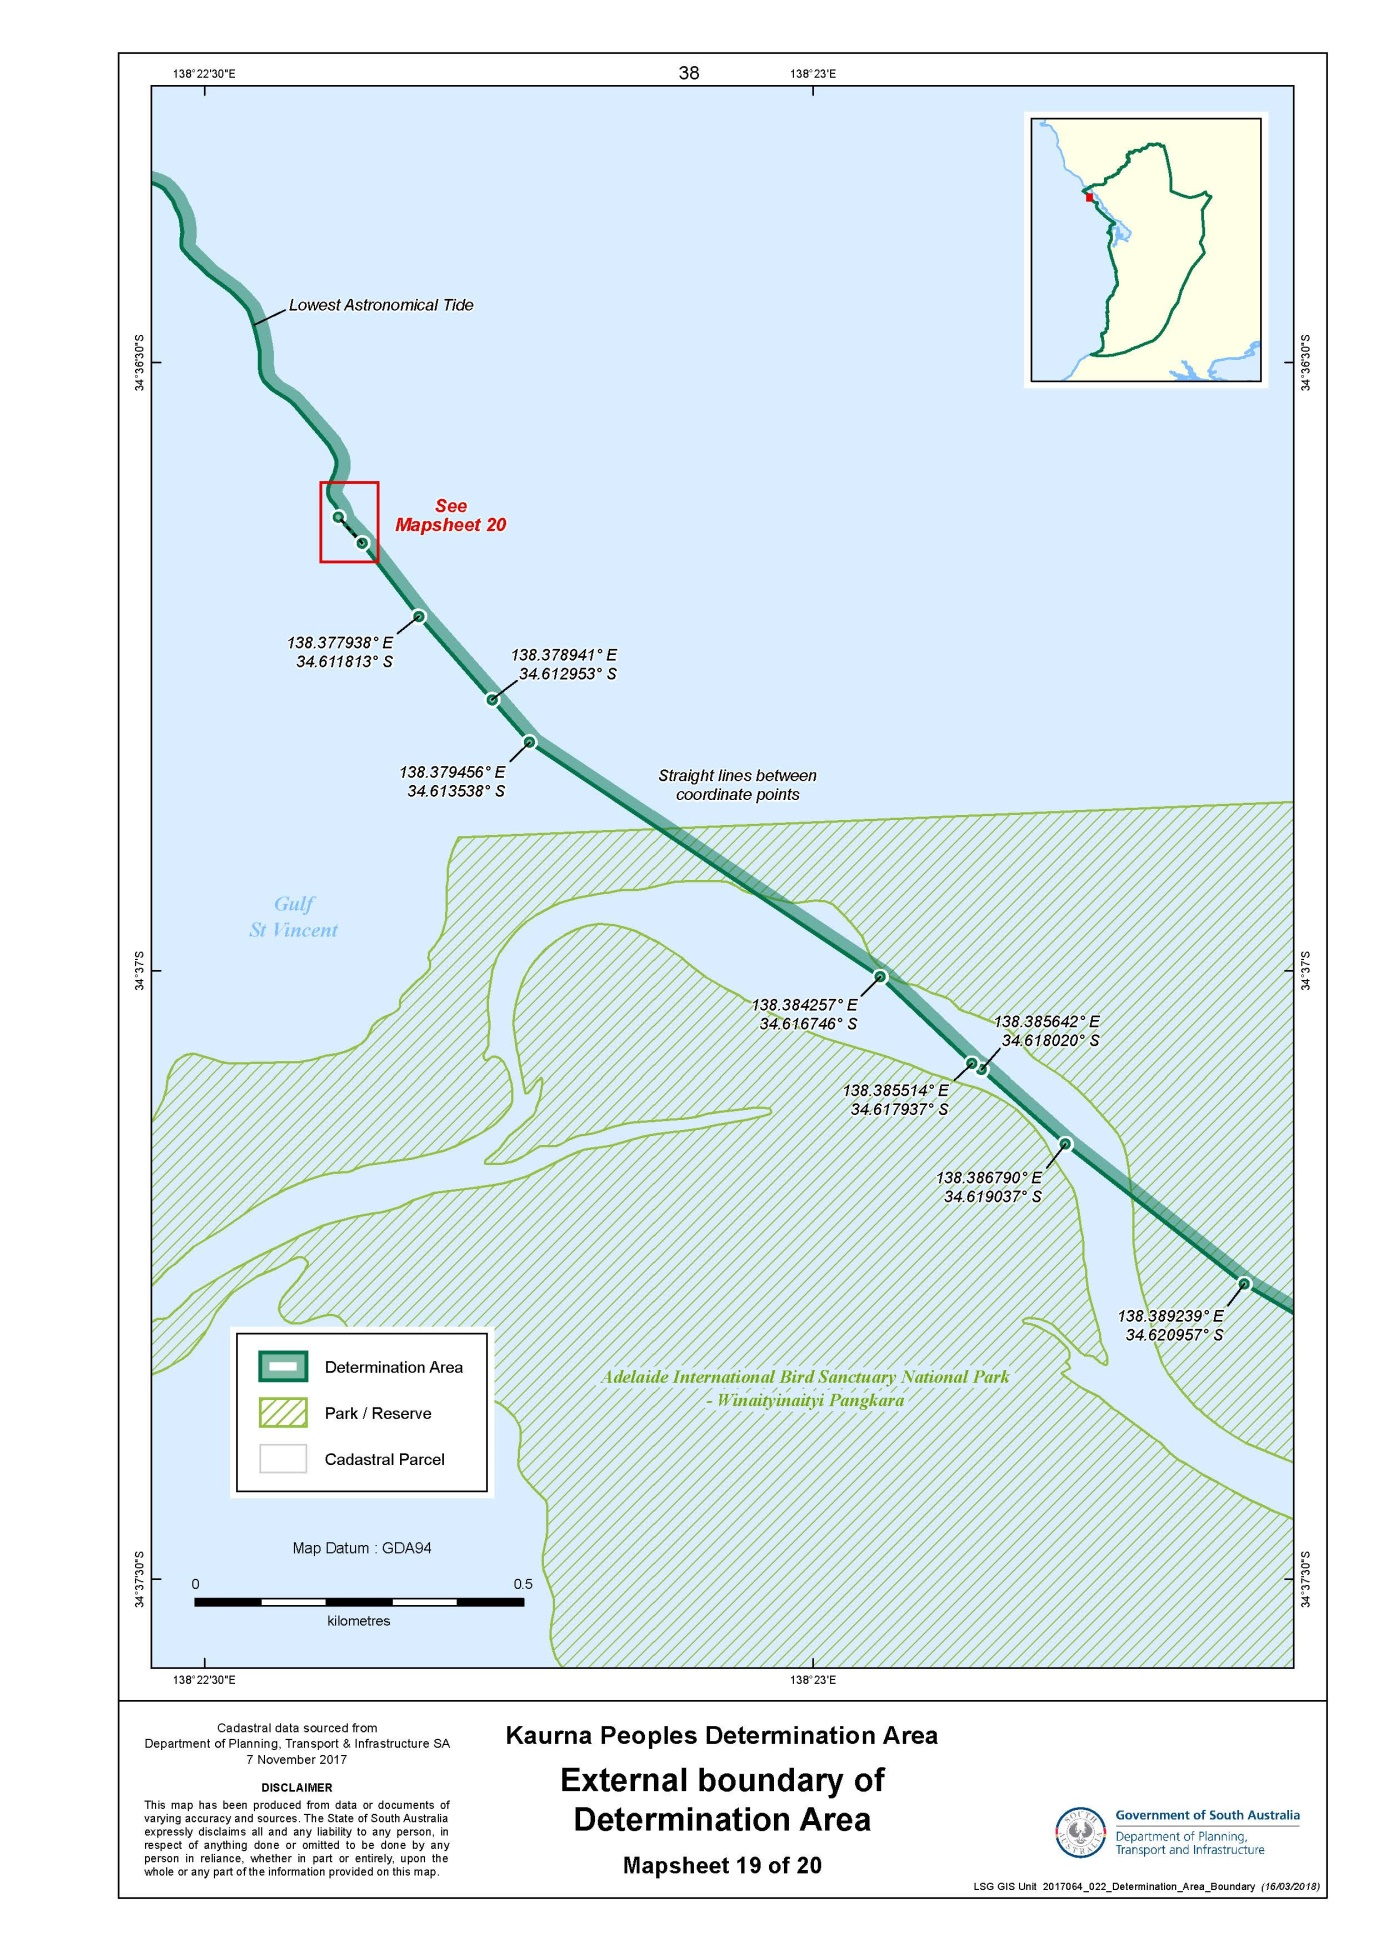 38
138°22'30"E
138°23'E
34°36'30"S
34°36'30"S
Lowest Astronomical Tide
See
Mapsheet 20
138.377938° E
34.611813° S
138.378941° E
34.612953° S
138.379456° E
34.613538° S
Straight lines between
coordinate points
Gulf
St Vincent
34°37'S
34°37'S
138.384257° E
34.616746° S
138.385642° E
34.618020° S
138.385514° E
34.617937° S
138.386790° E
34.619037° S
138.389239° E
34.620957° S
Adelaide International Bird Sanctuary National Park
- Winaityinaityi Pangkara
Determination Area
Park / Reserve
Cadastral Parcel
Map Datum : GDA94
0 0.5
kilometres
34°37'30"S
34°37'30"S
138°22'30"E
138°23'E
Cadastral data sourced from
Department of Planning, Transport & Infrastructure SA
7 November 2017
DISCLAIMER
This map has been produced from data or documents of
varying accuracy and sources. The State of South Australia
expressly disclaims all and any liability to any person, in
respect of anything done or omitted to be done by any
person in reliance, whether in part or entirely, upon the
whole or any part of the information provided on this map.
Kaurna Peoples Determination Area
External boundary of
Determination Area
Mapsheet 19 of 20
SOUTH AUSTRALIA
Government of South Australia
Department of Planning,
Transport and Infrastructure
LSG GIS Unit 2017064_022_Determination_Area_Boundary (16/03/2018)